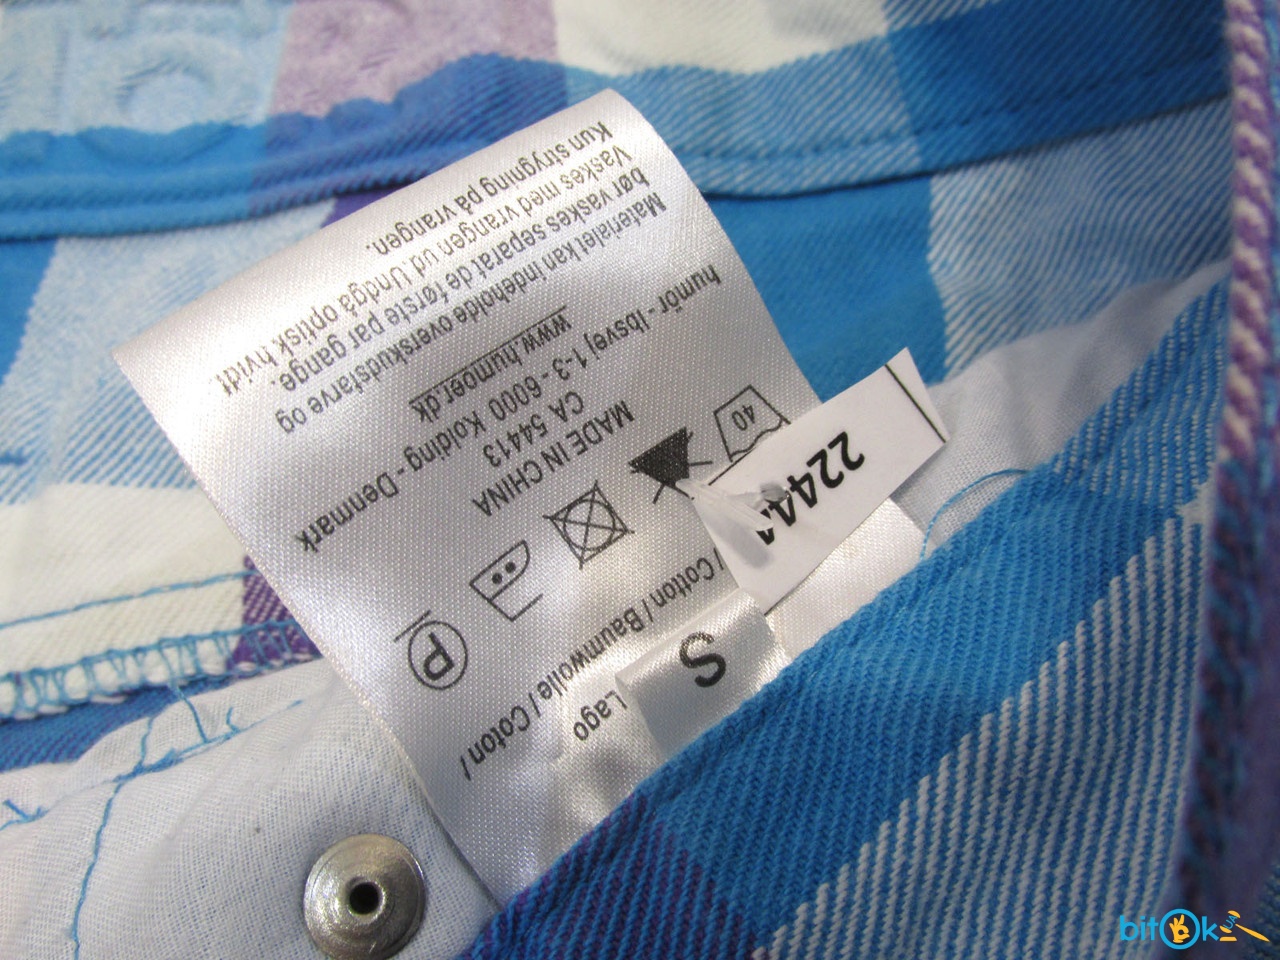 Lago
/ Cotton / Baumwolle / Coton /
S
40
P
22444
MADE IN CHINA
CA 54413
humör - Ibsvej 1-3 - 6000 Kolding - Denmark
www.humoer.dk
Materialet kan indeholde overskudsfarve og
bør vaskes separat de første par gange.
Vaskes med vrangen ud Undgå optisk hvidt.
Kun strygning på vrangen.
bitOk
UA